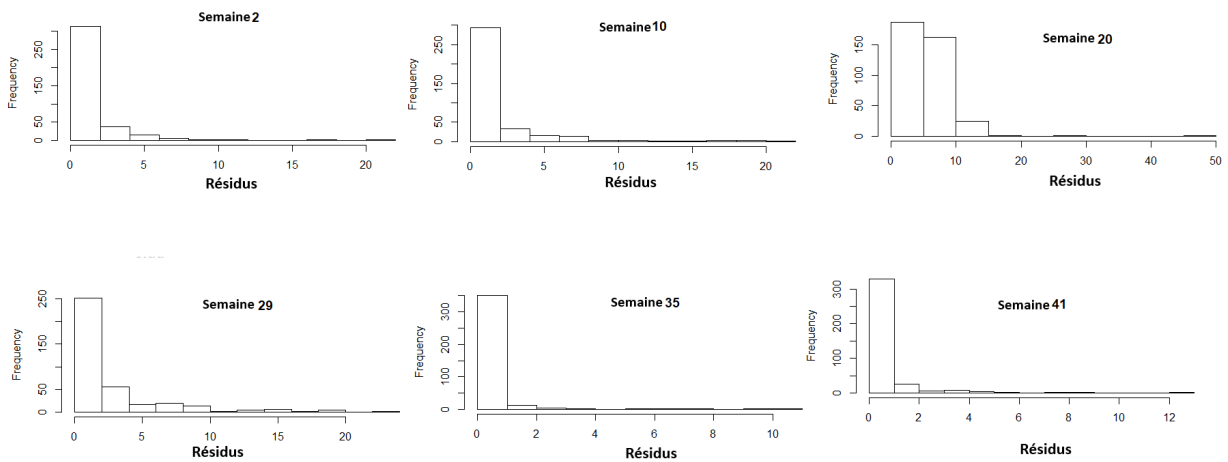 Semaine 2
Frequency
0 50 150 250
0 5 10 15 20
Résidus
Semaine 10
Frequency
0 50 150 250
0 5 10 15 20
Résidus
Semaine 20
Frequency
0 50 100 150
0 10 20 30 40 50
Résidus
Semaine 29
Frequency
0 50 150 250
0 5 10 15 20
Résidus
Semaine 35
Frequency
0 100 200 300
0 2 4 6 8 10
Résidus
Semaine 41
Frequency
0 100 200 300
0 2 4 6 8 10 12
Résidus